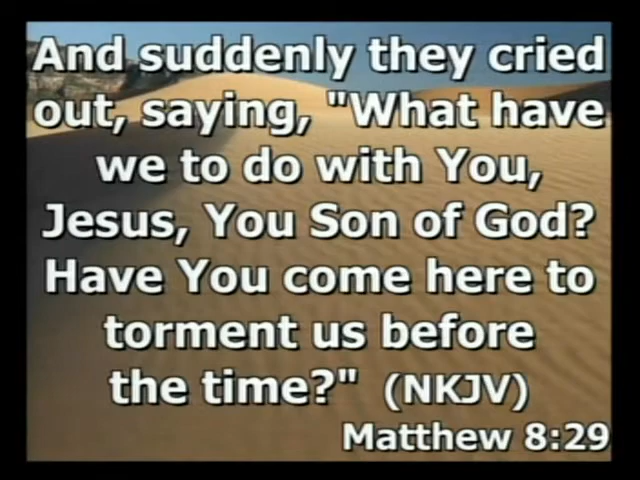 And suddenly they cried
out, saying, "What have
we to do with You,
Jesus, You Son of God?
Have You come here to
torment us before
the time?" (NKJV)
Matthew 8:29